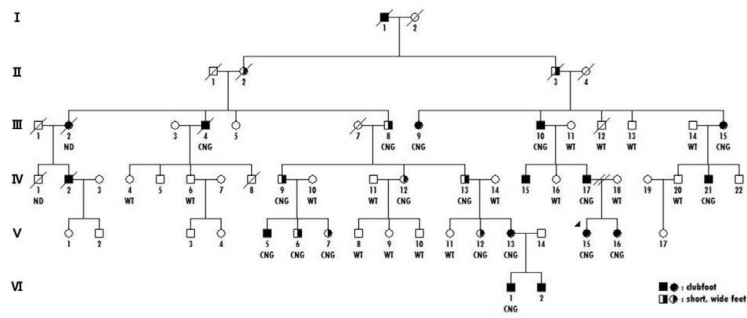 I
1 2
II
1 2 3 4
III
1 2 3 4 5 7 8 9 10 11 12 13 14 15
ND CNG CNG CNG CNG WT WT WT WT CNG
IV
1 2 3 4 5 6 7 8 9 10 11 12 13 14 15 16 17 18 19 20 21 22
ND WT WT CNG WT WT CNG CNG WT WT CNG WT WT CNG
V
1 2 3 4 5 6 7 8 9 10 11 12 13 14 15 16 17
CNG CNG CNG WT WT WT WT CNG CNG CNG CNG
VI
1 2
CNG
: clubfoot
: short, wide feet